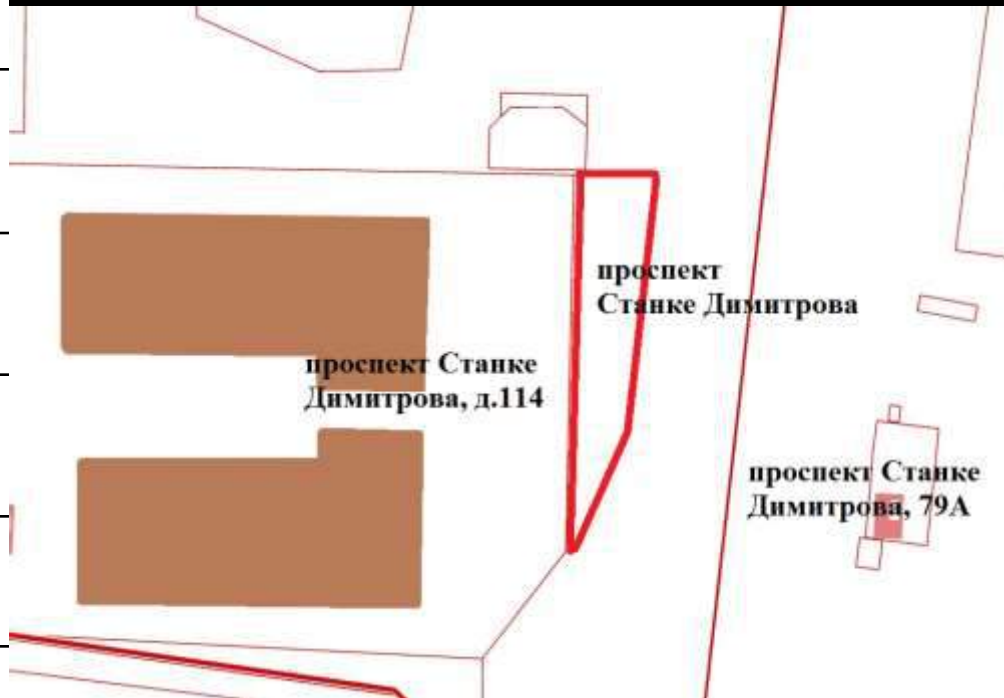 проспект
Станке Димитрова
проспект Станке
Димитрова, д.114
проспект Станке
Димитрова, 79А